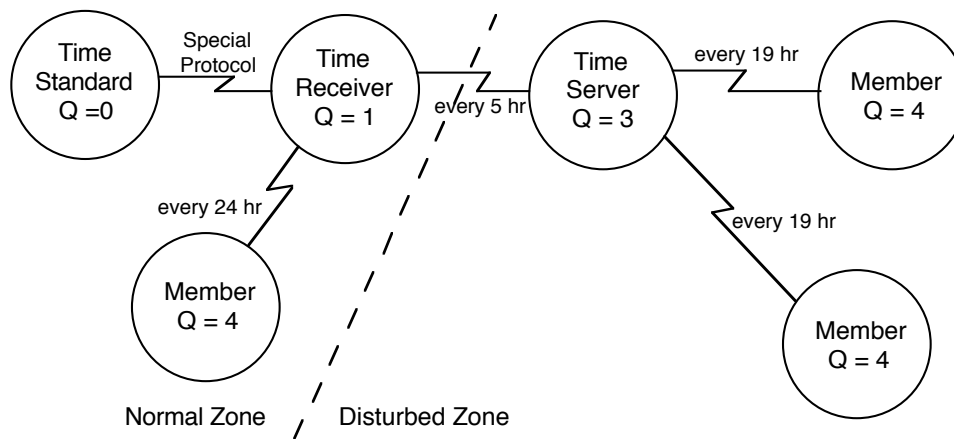 Time
Standard
Q =0
Special
Protocol
Time
Receiver
Q = 1
every 5 hr
Time
Server
Q = 3
every 19 hr
Member
Q = 4
every 24 hr
Member
Q = 4
every 19 hr
Member
Q = 4
Normal Zone
Disturbed Zone